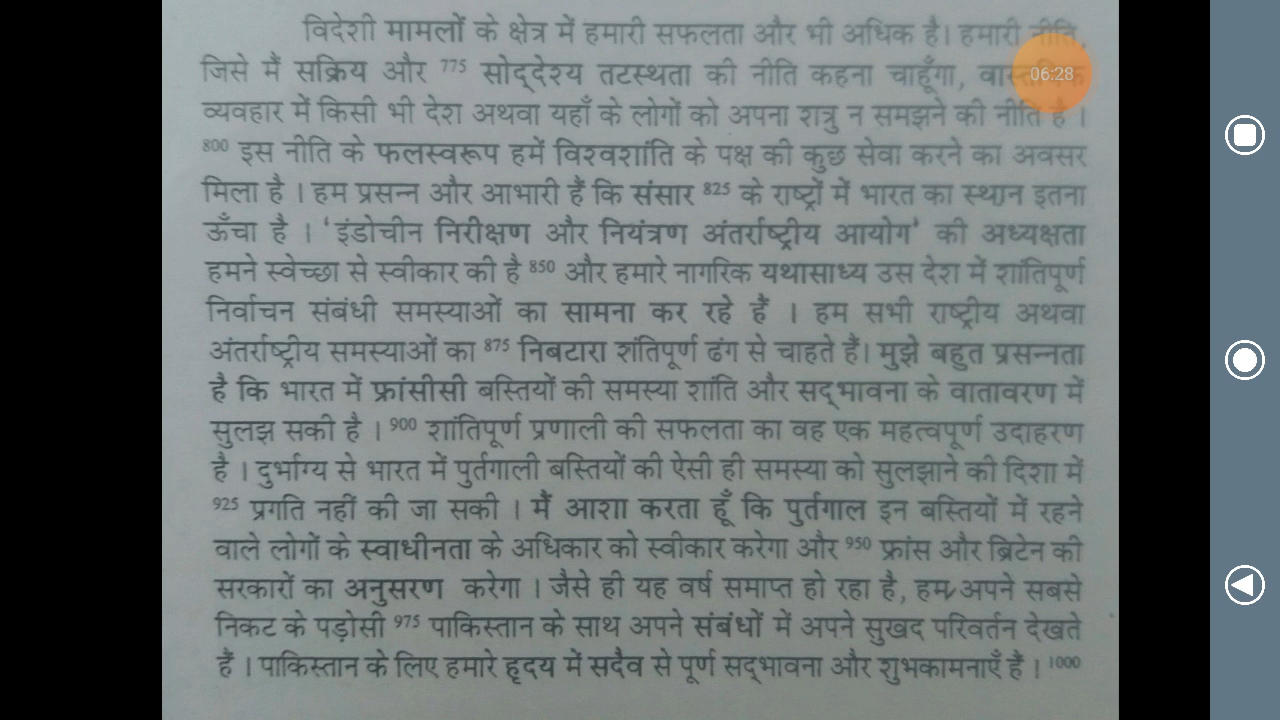 विदेशी मामलों के क्षेत्र में हमारी सफलता और भी अधिक है। हमारी नीति,
जिसे मैं सक्रिय और 775 सोद्देश्य तटस्थता की नीति कहना चाहूँगा, वास्तविक
व्यवहार में किसी भी देश अथवा यहाँ के लोगों को अपना शत्रु न समझने की नीति है ।
800 इस नीति के फलस्वरूप हमें विश्वशांति के पक्ष की कुछ सेवा करने का अवसर
मिला है । हम प्रसन्न और आभारी हैं कि संसार 825 के राष्ट्रों में भारत का स्थान इतना
ऊँचा है । 'इंडोचीन निरीक्षण और नियंत्रण अंतर्राष्ट्रीय आयोग' की अध्यक्षता
हमने स्वेच्छा से स्वीकार की है 850 और हमारे नागरिक यथासाध्य उस देश में शांतिपूर्ण
निर्वाचन संबंधी समस्याओं का सामना कर रहे हैं । हम सभी राष्ट्रीय अथवा
अंतर्राष्ट्रीय समस्याओं का 875 निबटारा शांतिपूर्ण ढंग से चाहते हैं। मुझे बहुत प्रसन्नता
है कि भारत में फ्रांसीसी बस्तियों की समस्या शांति और सद्भावना के वातावरण में
सुलझ सकी है । 900 शांतिपूर्ण प्रणाली की सफलता का वह एक महत्वपूर्ण उदाहरण
है । दुर्भाग्य से भारत में पुर्तगाली बस्तियों की ऐसी ही समस्या को सुलझाने की दिशा में
925 प्रगति नहीं की जा सकी । मैं आशा करता हूँ कि पुर्तगाल इन बस्तियों में रहने
वाले लोगों के स्वाधीनता के अधिकार को स्वीकार करेगा और 950 फ्रांस और ब्रिटेन की
सरकारों का अनुसरण करेगा । जैसे ही यह वर्ष समाप्त हो रहा है, हम अपने सबसे
निकट के पड़ोसी 975 पाकिस्तान के साथ अपने संबंधों में अपने सुखद परिवर्तन देखते
हैं । पाकिस्तान के लिए हमारे हृदय में सदैव से पूर्ण सद्भावना और शुभकामनाएँ हैं । 1000
06:28